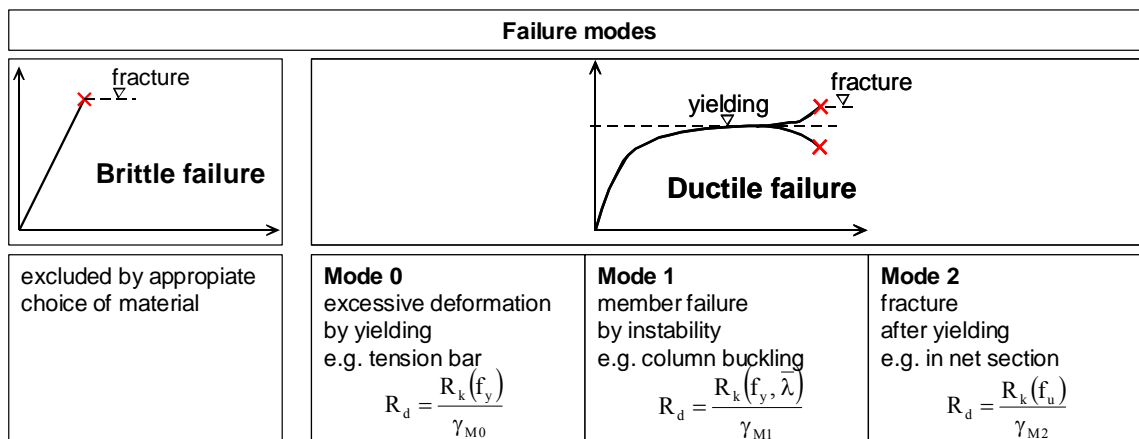 Failure modes
fracture
Brittle failure
yielding
fracture
Ductile failure
excluded by appropiate
choice of material
Mode 0
excessive deformation
by yielding
e.g. tension bar
R_d = R_k(f_y) / γ_M0
Mode 1
member failure
by instability
e.g. column buckling
R_d = R_k(f_y, λ̅) / γ_M1
Mode 2
fracture
after yielding
e.g. in net section
R_d = R_k(f_u) / γ_M2